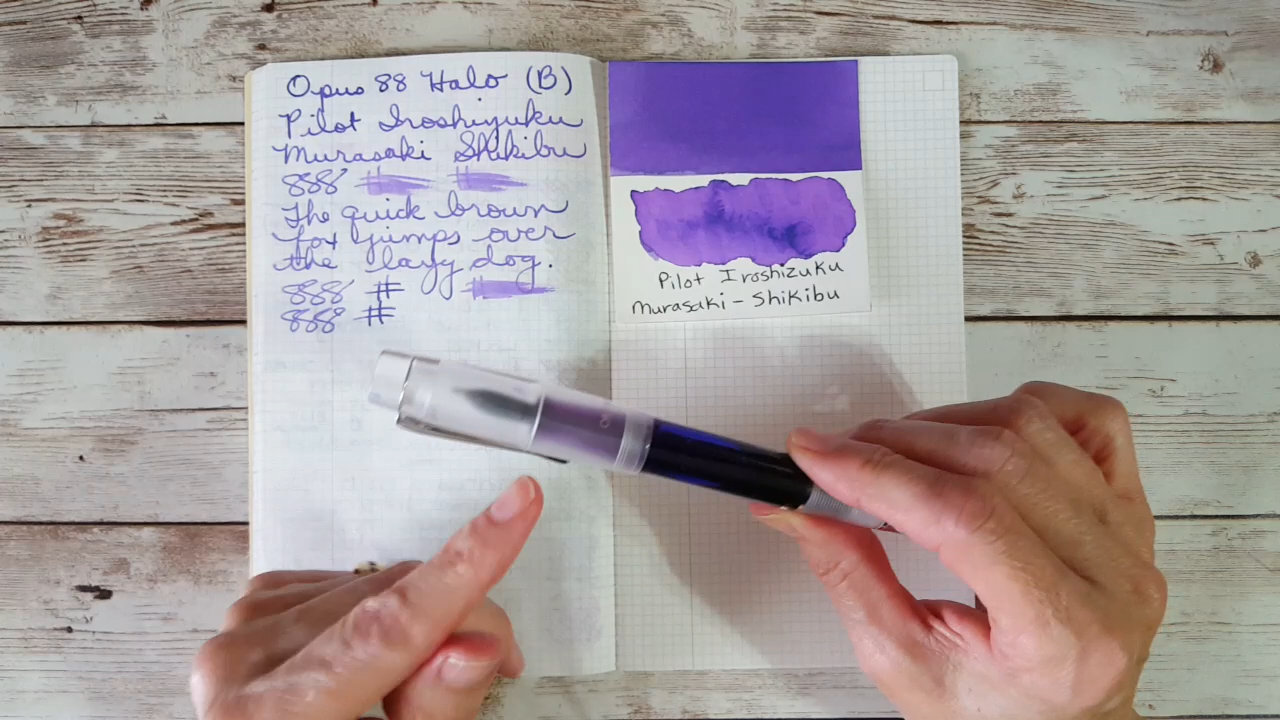 Opus 88 Halo (B)
Pilot Iroshizuku
Murasaki Shikibu
888 # #
The quick brown
fox jumps over
the lazy dog.
888 # #
888 #
Pilot Iroshizuku
Murasaki - Shikibu